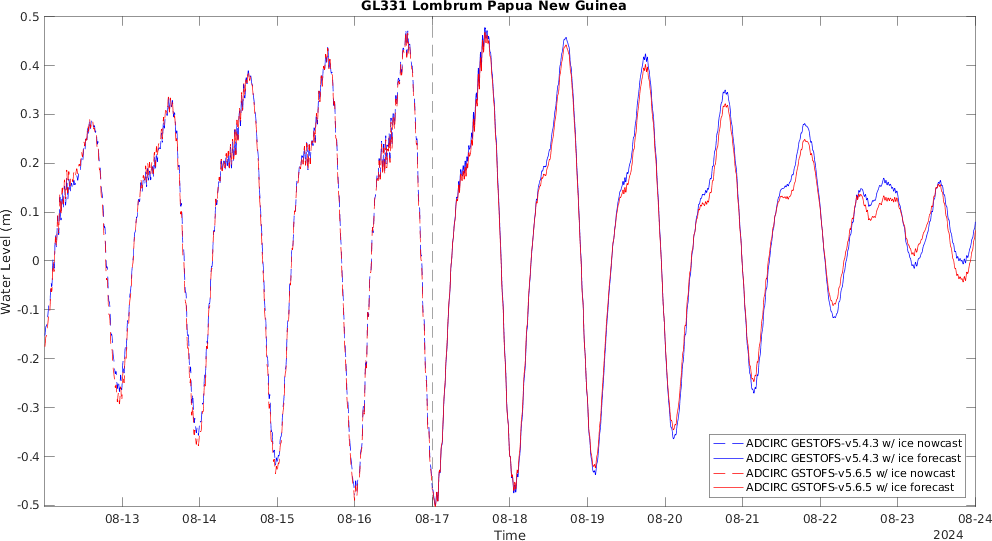 GL331 Lombrum Papua New Guinea
0.5
0.4
0.3
0.2
0.1
0
-0.1
-0.2
-0.3
-0.4
-0.5
Water Level (m)
08-13 08-14 08-15 08-16 08-17 08-18 08-19 08-20 08-21 08-22 08-23 08-24
Time
2024
ADCIRC GESTOFS-v5.4.3 w/ ice nowcast
ADCIRC GESTOFS-v5.4.3 w/ ice forecast
ADCIRC GSTOFS-v5.6.5 w/ ice nowcast
ADCIRC GSTOFS-v5.6.5 w/ ice forecast